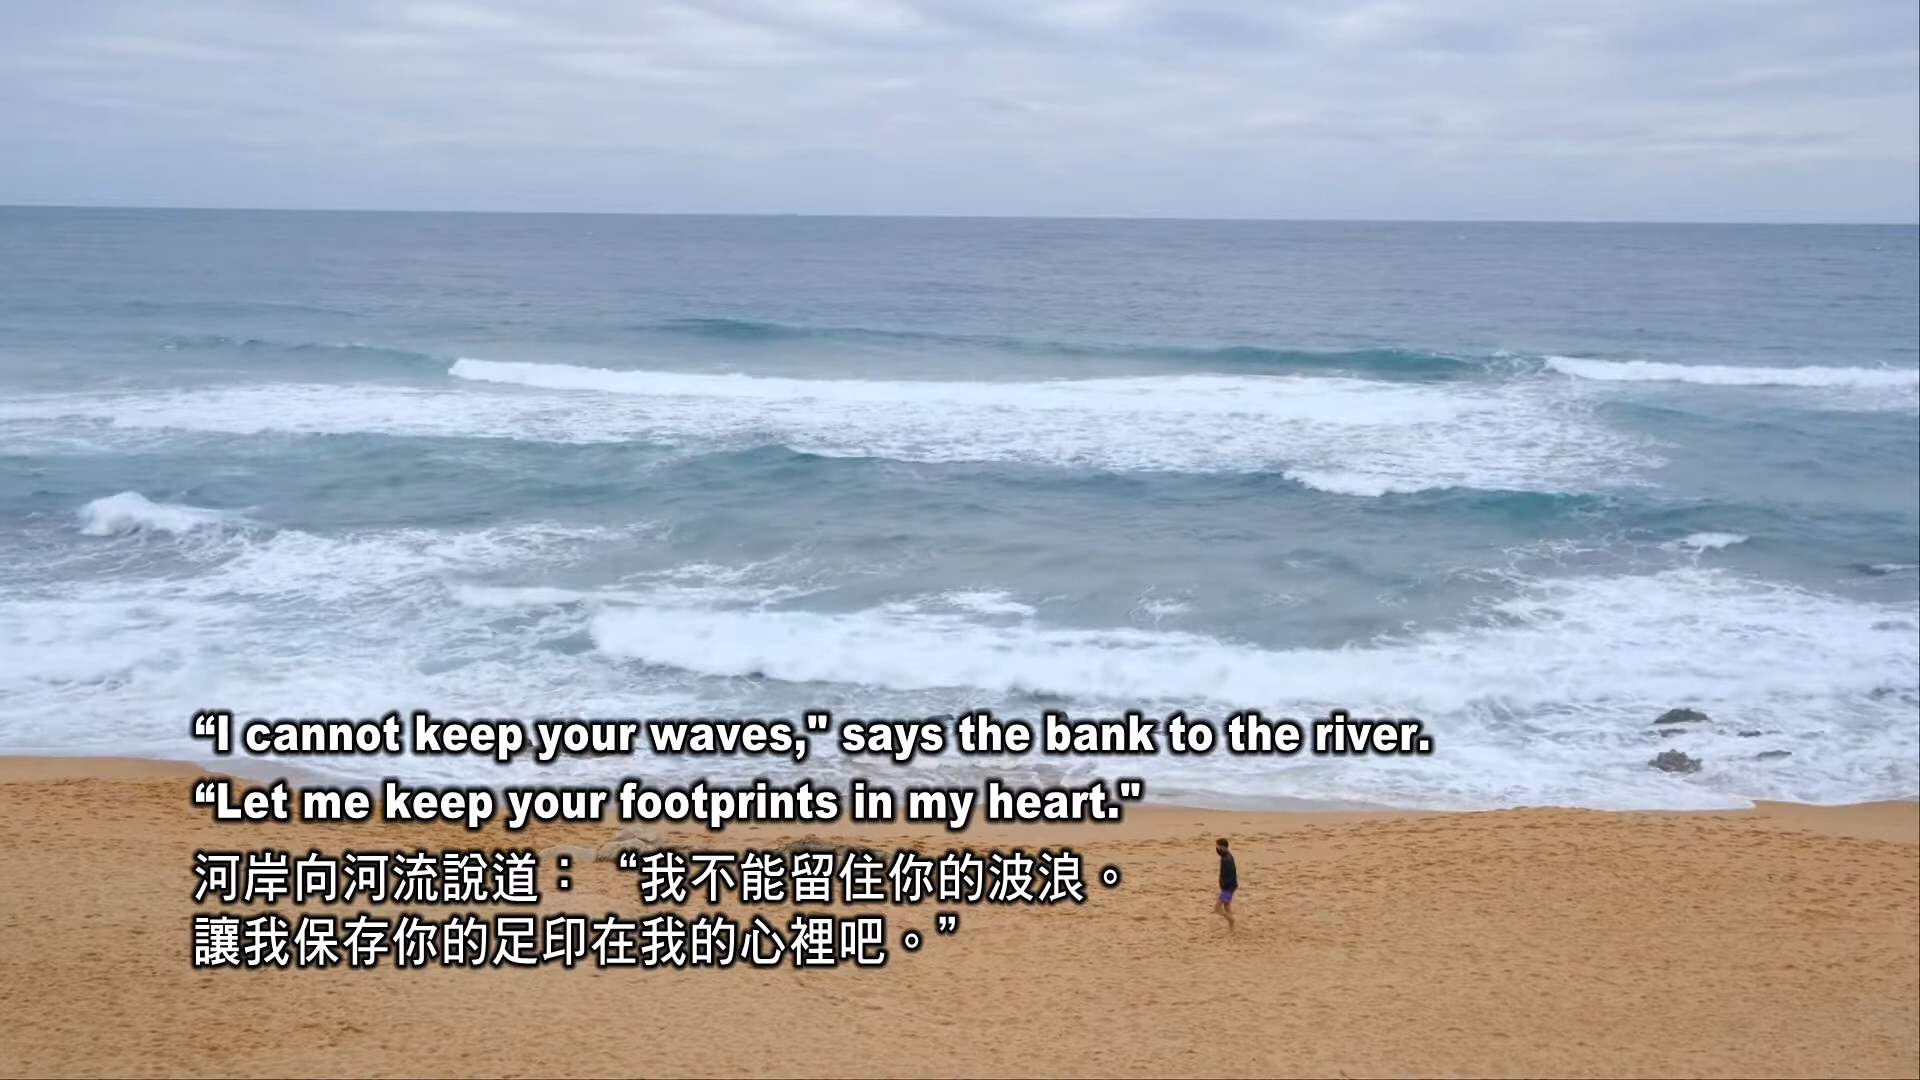 “I cannot keep your waves," says the bank to the river.
“Let me keep your footprints in my heart."
河岸向河流說道：“我不能留住你的波浪。
讓我保存你的足印在我的心裡吧。”